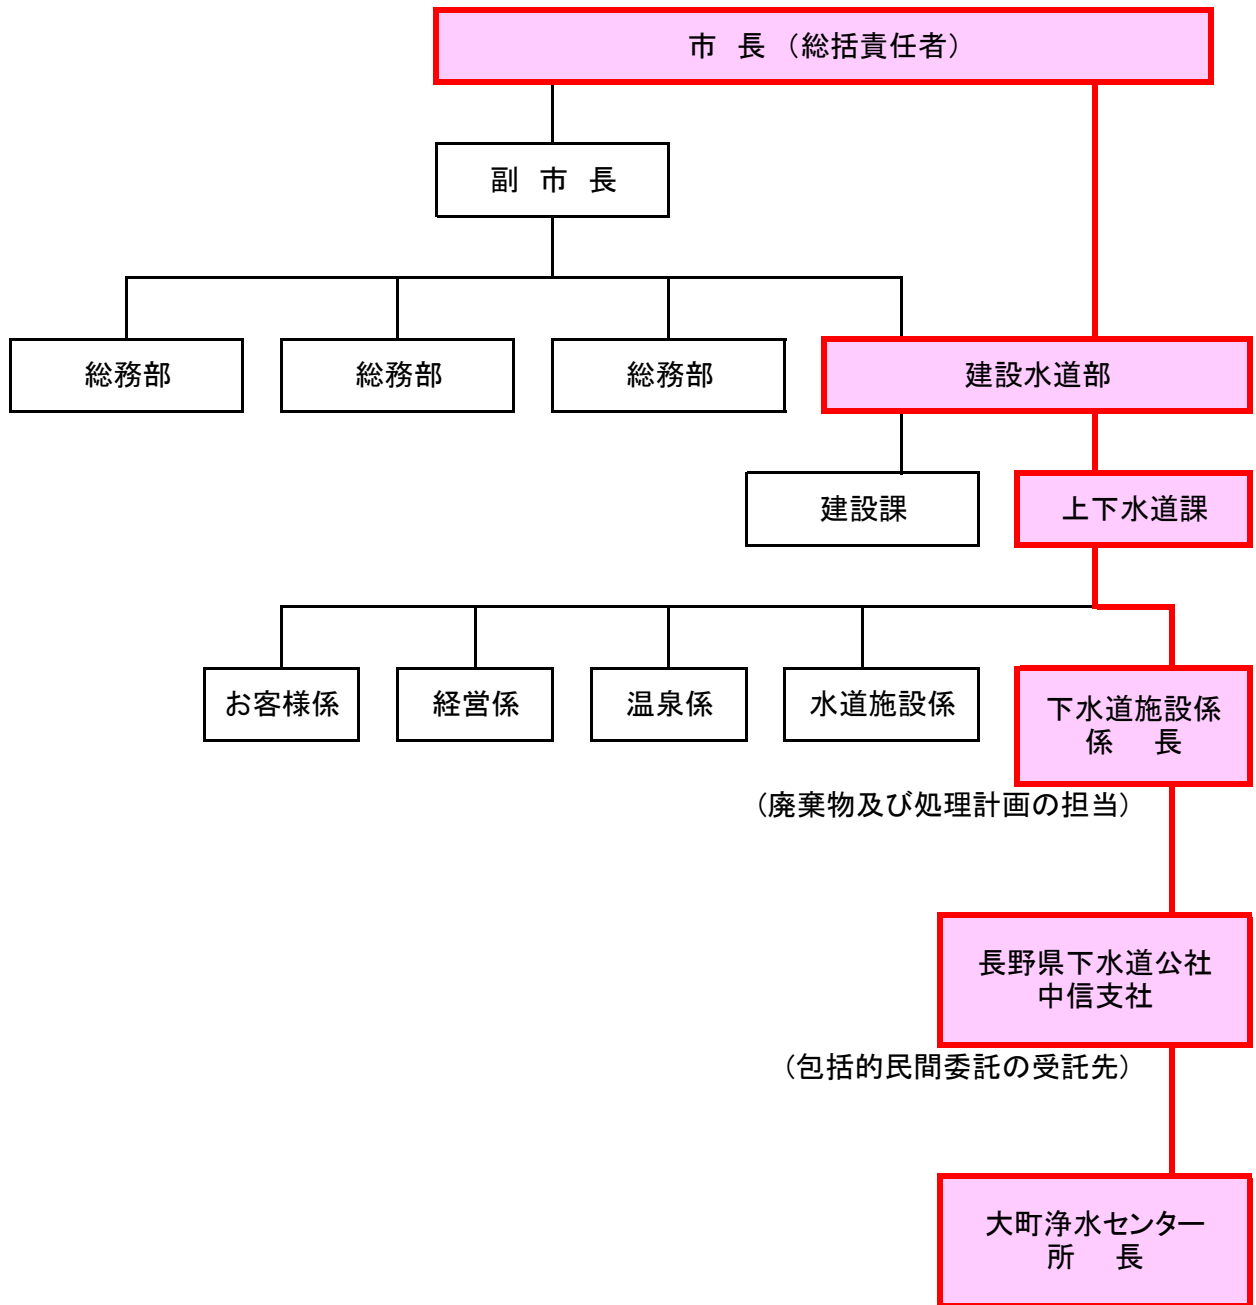 市　長　（総括責任者）
副　市　長
総務部
総務部
総務部
建設水道部
建設課
上下水道課
お客様係
経営係
温泉係
水道施設係
下水道施設係
係　長
（廃棄物及び処理計画の担当）
長野県下水道公社
中信支社
（包括的民間委託の受託先）
大町浄水センター
所　長